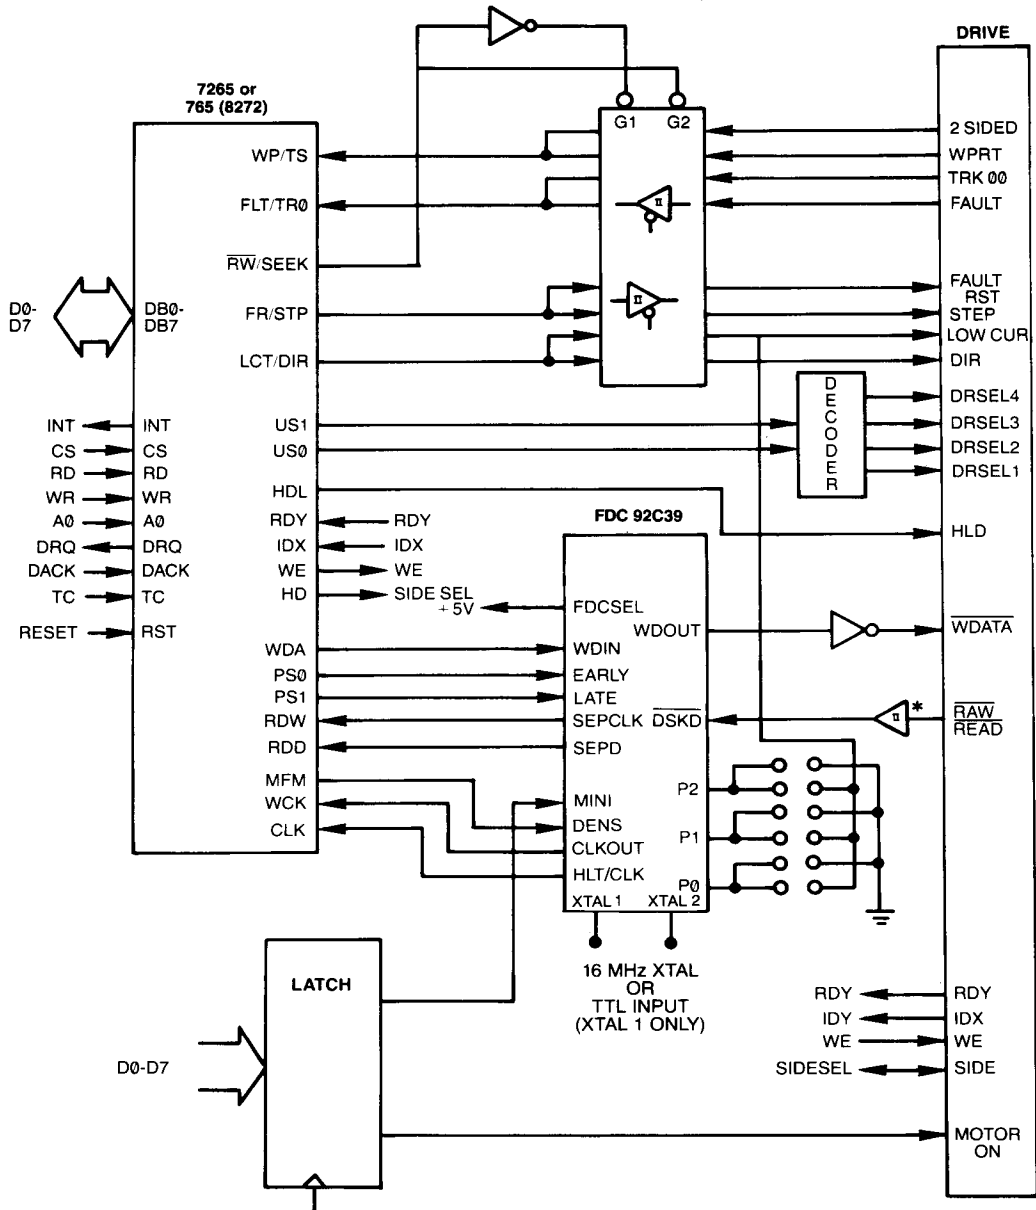 DRIVE
7265 or
765 (8272)
G1 G2
WP/TS
FLT/TR0
RW/SEEK
FR/STP
LCT/DIR
2 SIDED
WPRT
TRK 00
FAULT
FAULT
RST
STEP
LOW CUR
DIR
II
II
D0-
D7
DB0-
DB7
DECODER
DRSEL4
DRSEL3
DRSEL2
DRSEL1
INT INT
CS CS
RD RD
WR WR
A0 A0
DRQ DRQ
DACK DACK
TC TC
RESET RST
US1
US0
HDL
RDY RDY
IDX IDX
WE WE
HD SIDE SEL
+5V
HLD
FDC 92C39
FDCSEL
WDOUT
WDATA
WDA WDIN
PS0 EARLY
PS1 LATE
RDW SEPCLK
DSKD
II
*
RAW
READ
RDD SEPD
MFM MINI
WCK DENS
CLK CLKOUT
HLT/CLK
P2
P1
P0
XTAL 1 XTAL 2
16 MHz XTAL
OR
TTL INPUT
(XTAL 1 ONLY)
LATCH
D0-D7
RDY RDY
IDY IDX
WE WE
SIDESEL SIDE
MOTOR
ON